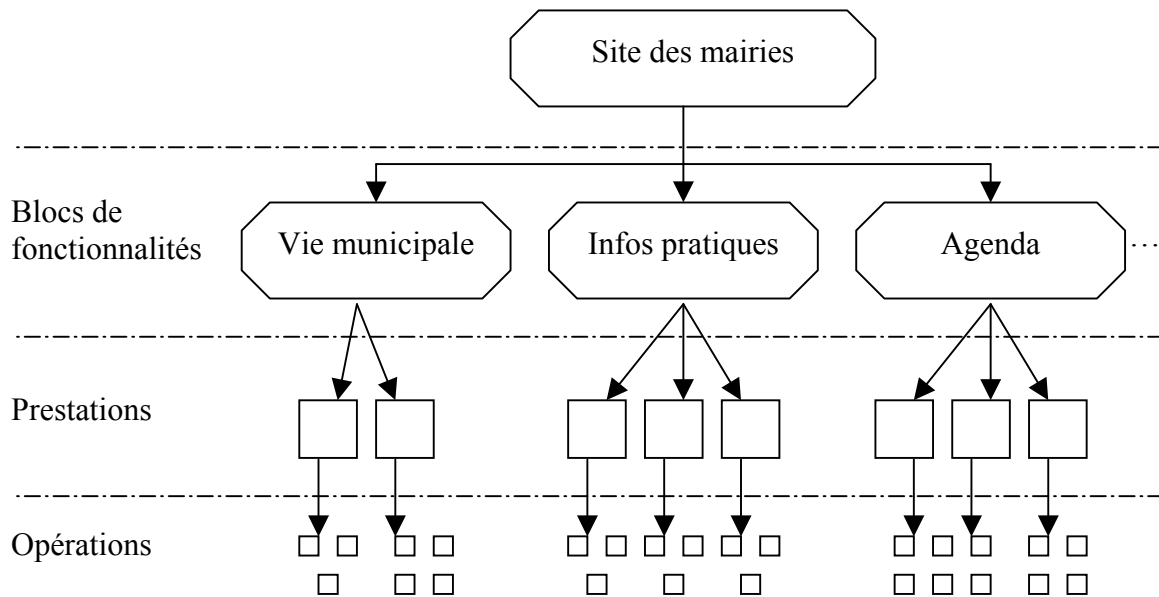 Site des mairies
Blocs de
fonctionnalités
Vie municipale
Infos pratiques
Agenda
…
Prestations
Opérations